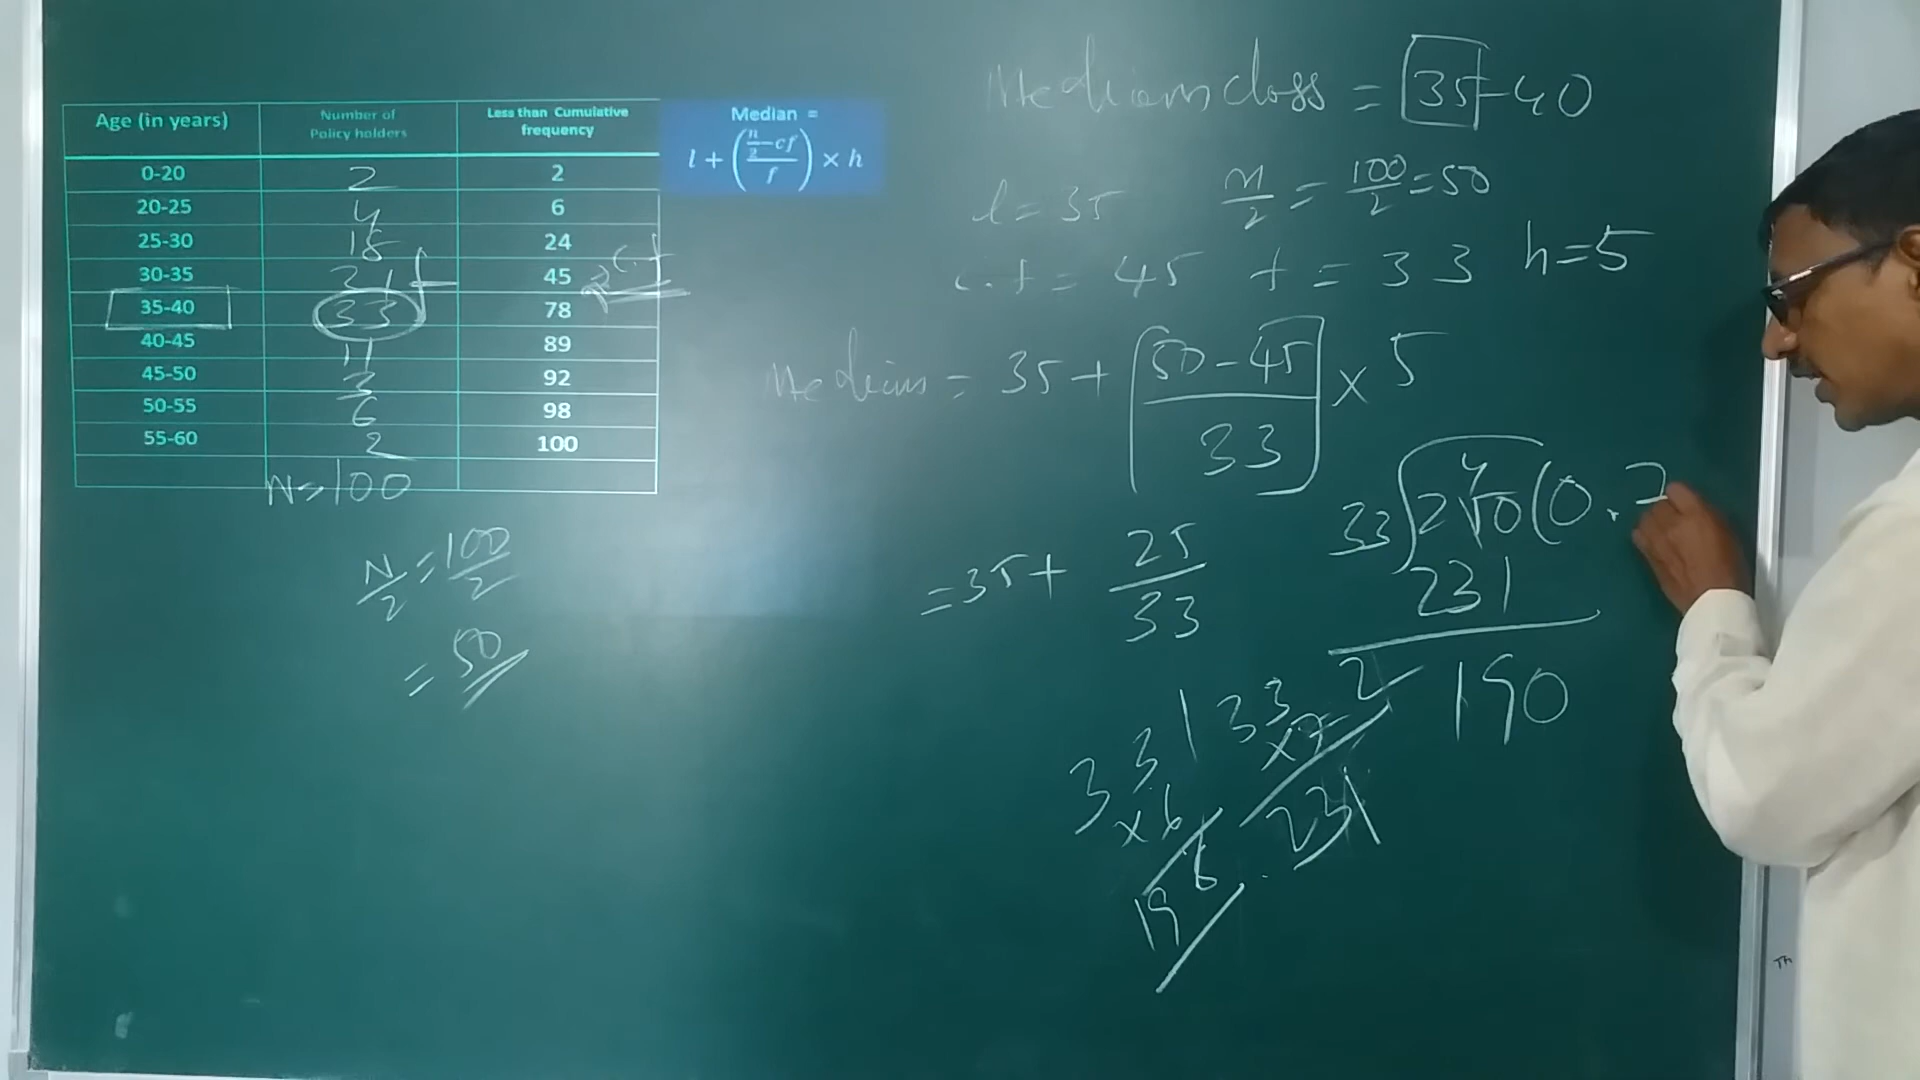 Age (in years) Number of Policy holders Less than Cumulative frequency
0-20 2 2
20-25 4 6
25-30 18 24
30-35 21 45
35-40 33 78
40-45 11 89
45-50 3 92
50-55 6 98
55-60 2 100
N=100
c.f
f
N/2 = 100/2
= 50
Median =
l + ( (n/2 - cf) / f ) × h
Median class = 35-40
l = 35 n/2 = 100/2 = 50
c.f = 45 f = 33 h=5
Median = 35 + [ (50-45) / 33 ] × 5
= 35 + 25/33
33 ) 250 ( 0.7
4
231
190
33
×6
198
33
×7
2
231
Th